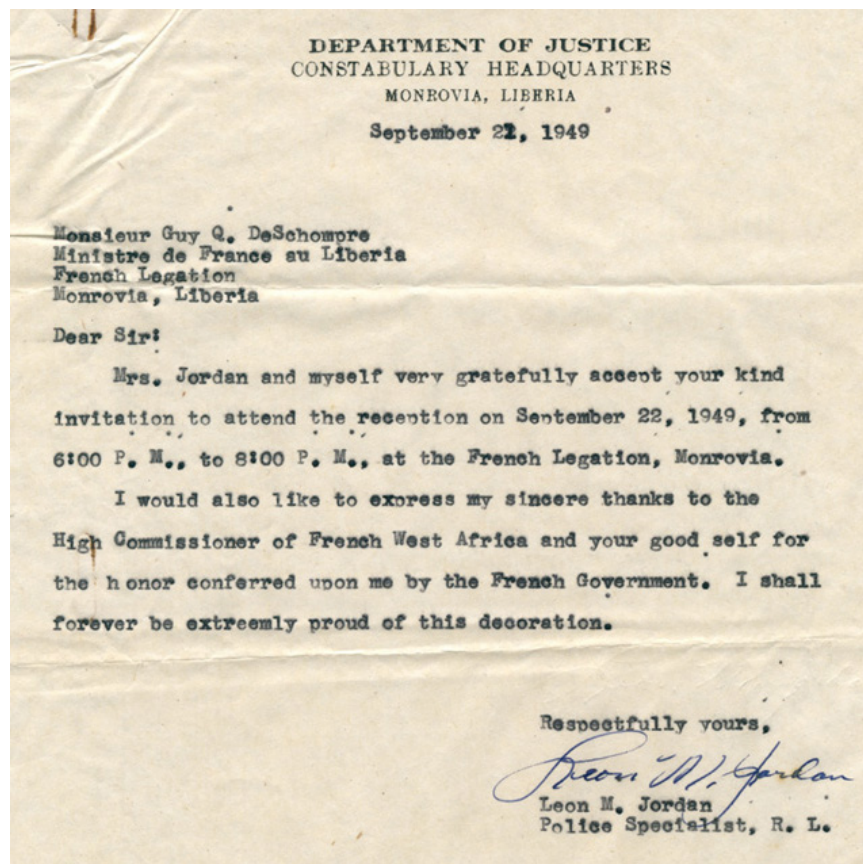 DEPARTMENT OF JUSTICE
CONSTABULARY HEADQUARTERS
MONROVIA, LIBERIA
September 21, 1949
Monsieur Guy Q. DeSchompre
Ministre de France au Liberia
French Legation
Monrovia, Liberia
Dear Sir:
Mrs. Jordan and myself very gratefully accept your kind
invitation to attend the reception on September 22, 1949, from
6:00 P. M., to 8:00 P. M., at the French Legation, Monrovia.
I would also like to express my sincere thanks to the
High Commissioner of French West Africa and your good self for
the h onor conferred upon me by the French Government. I shall
forever be extreemly proud of this decoration.
Respectfully yours,
Leon M. Jordan
Leon M. Jordan
Police Specialist, R. L.